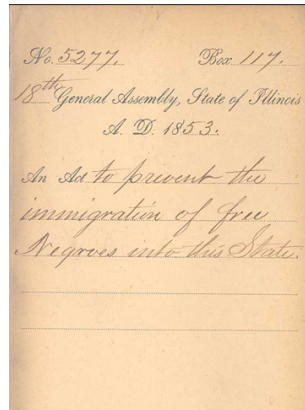 No. 5277. Box 117.
18th General Assembly, State of Illinois
A. D. 1853.
An Act to prevent the
immigration of free
Negroes into this State.